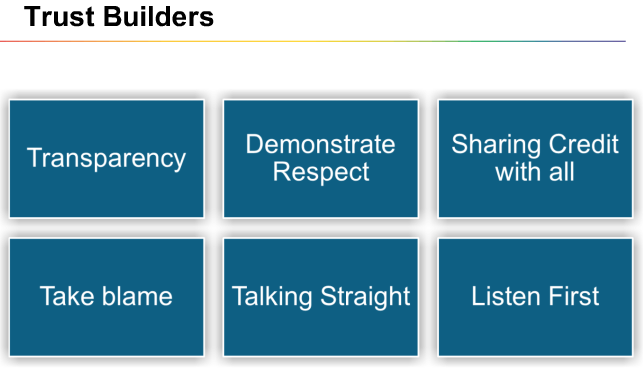 Trust Builders
Transparency
Demonstrate
Respect
Sharing Credit
with all
Take blame
Talking Straight
Listen First